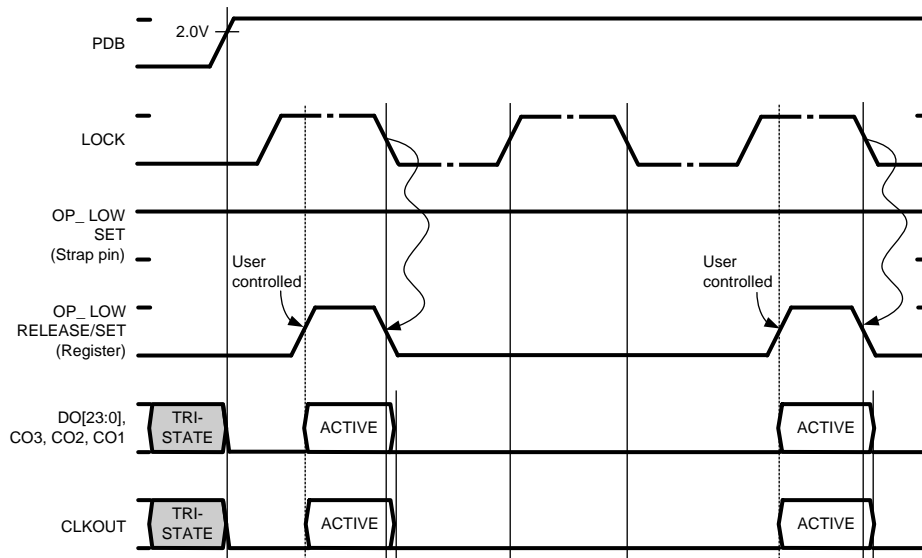 PDB
2.0V
LOCK
OP_ LOW
SET
(Strap pin)
User
controlled
User
controlled
OP_ LOW
RELEASE/SET
(Register)
DO[23:0],
CO3, CO2, CO1
TRI-
STATE
ACTIVE
ACTIVE
CLKOUT
TRI-
STATE
ACTIVE
ACTIVE